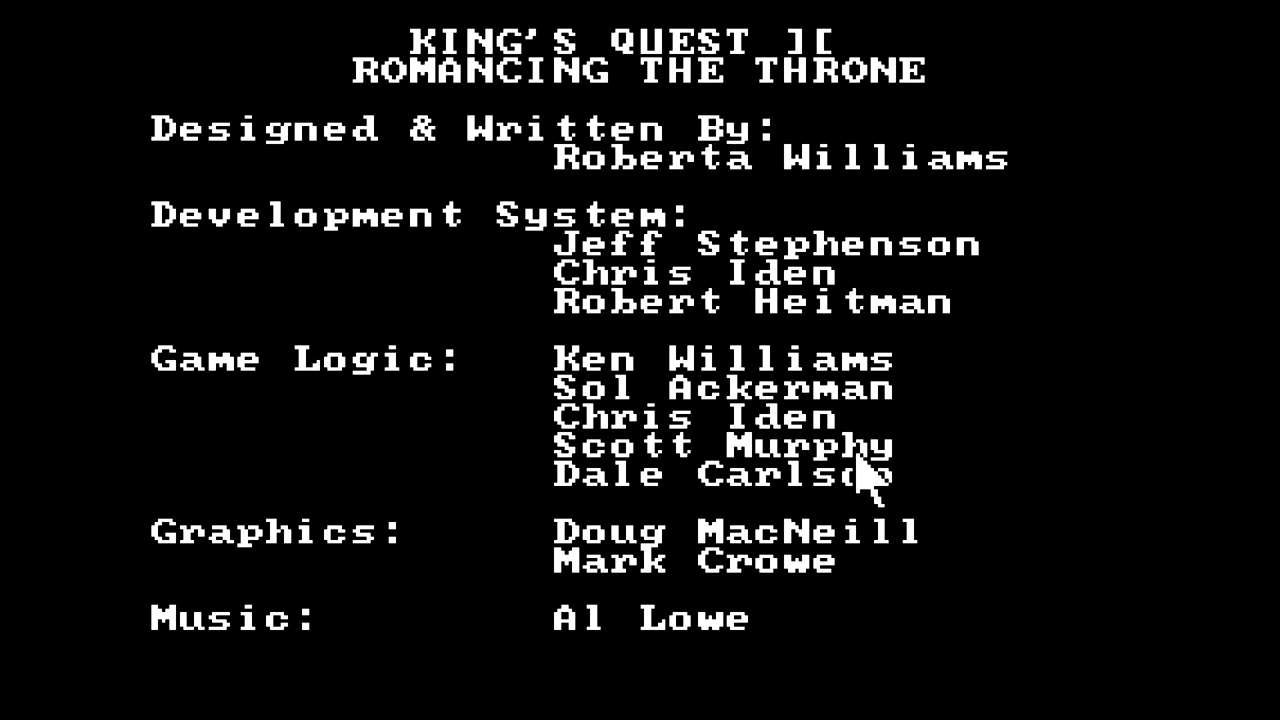 KING'S QUEST ][
ROMANCING THE THRONE
Designed & Written By:
Roberta Williams
Development System:
Jeff Stephenson
Chris Iden
Robert Heitman
Game Logic: Ken Williams
Sol Ackerman
Chris Iden
Scott Murphy
Dale Carlson
Graphics: Doug MacNeill
Mark Crowe
Music: Al Lowe